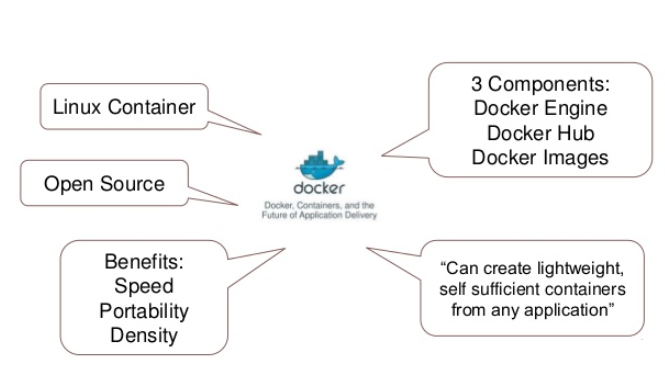 Linux Container
3 Components:
Docker Engine
Docker Hub
Docker Images
Open Source
docker
Docker, Containers, and the
Future of Application Delivery
Benefits:
Speed
Portability
Density
“Can create lightweight,
self sufficient containers
from any application”